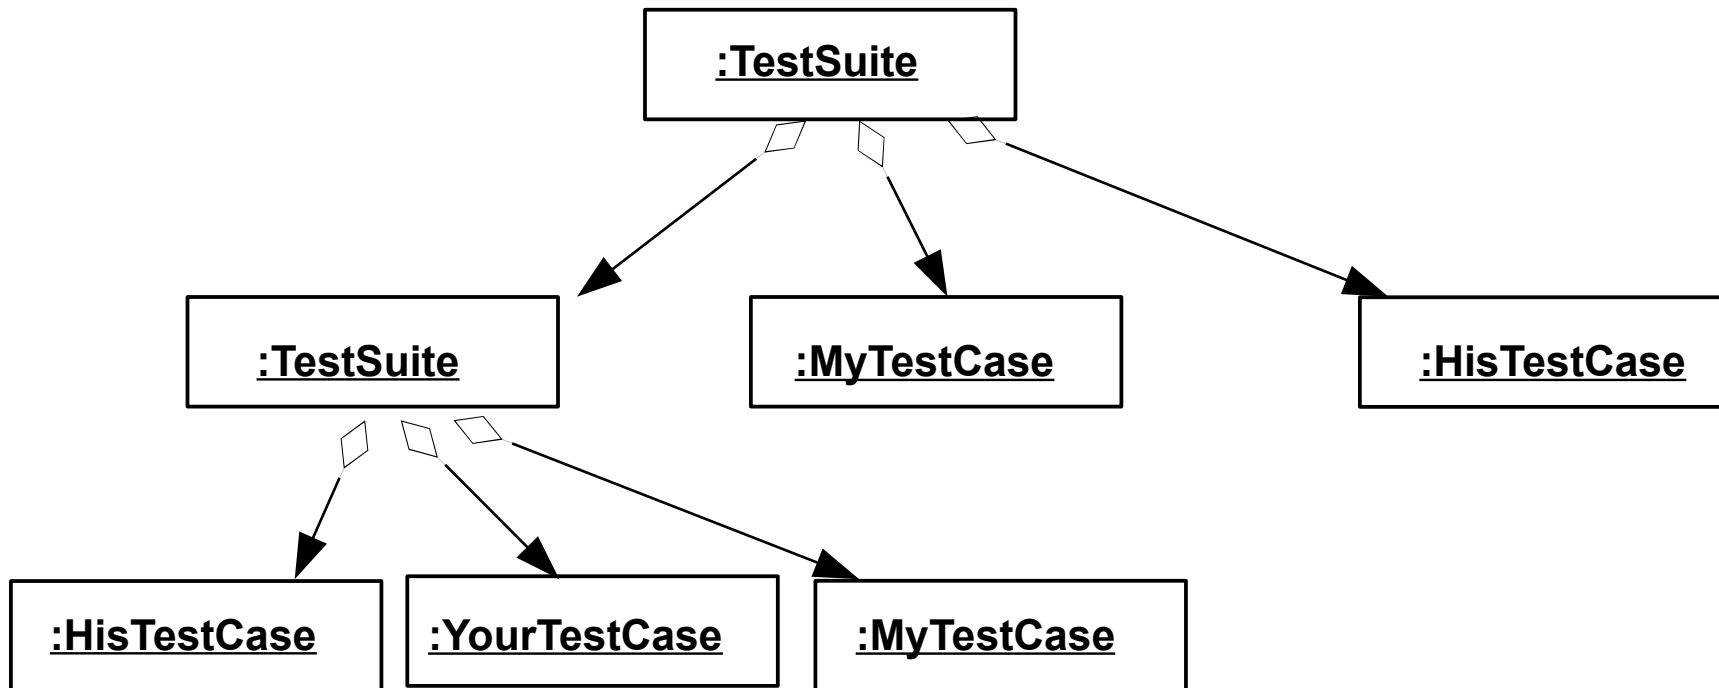 :TestSuite
:TestSuite
:MyTestCase
:HisTestCase
:HisTestCase
:YourTestCase
:MyTestCase